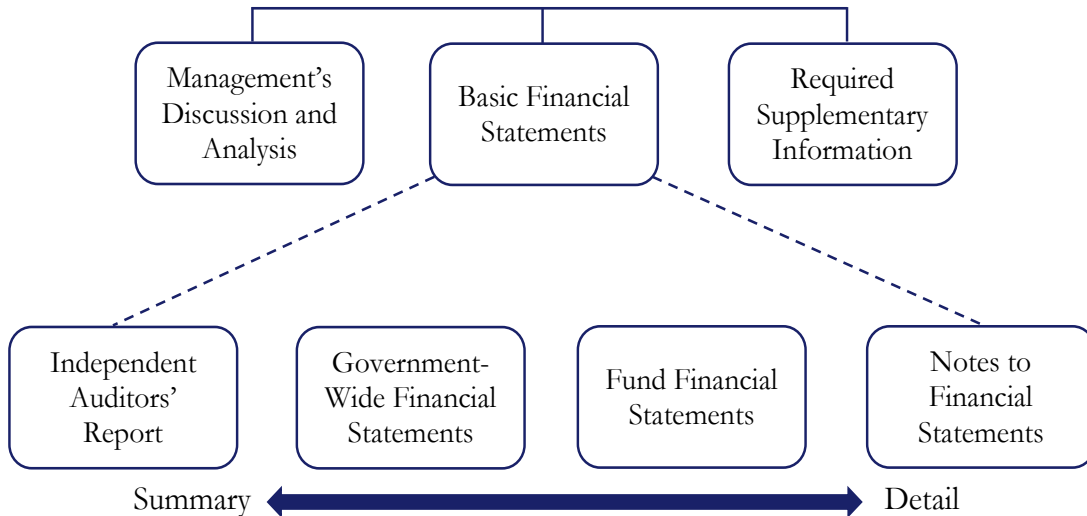 Management’s
Discussion and
Analysis
Basic Financial
Statements
Required
Supplementary
Information
Independent
Auditors’
Report
Government-
Wide Financial
Statements
Fund Financial
Statements
Notes to
Financial
Statements
Summary
Detail